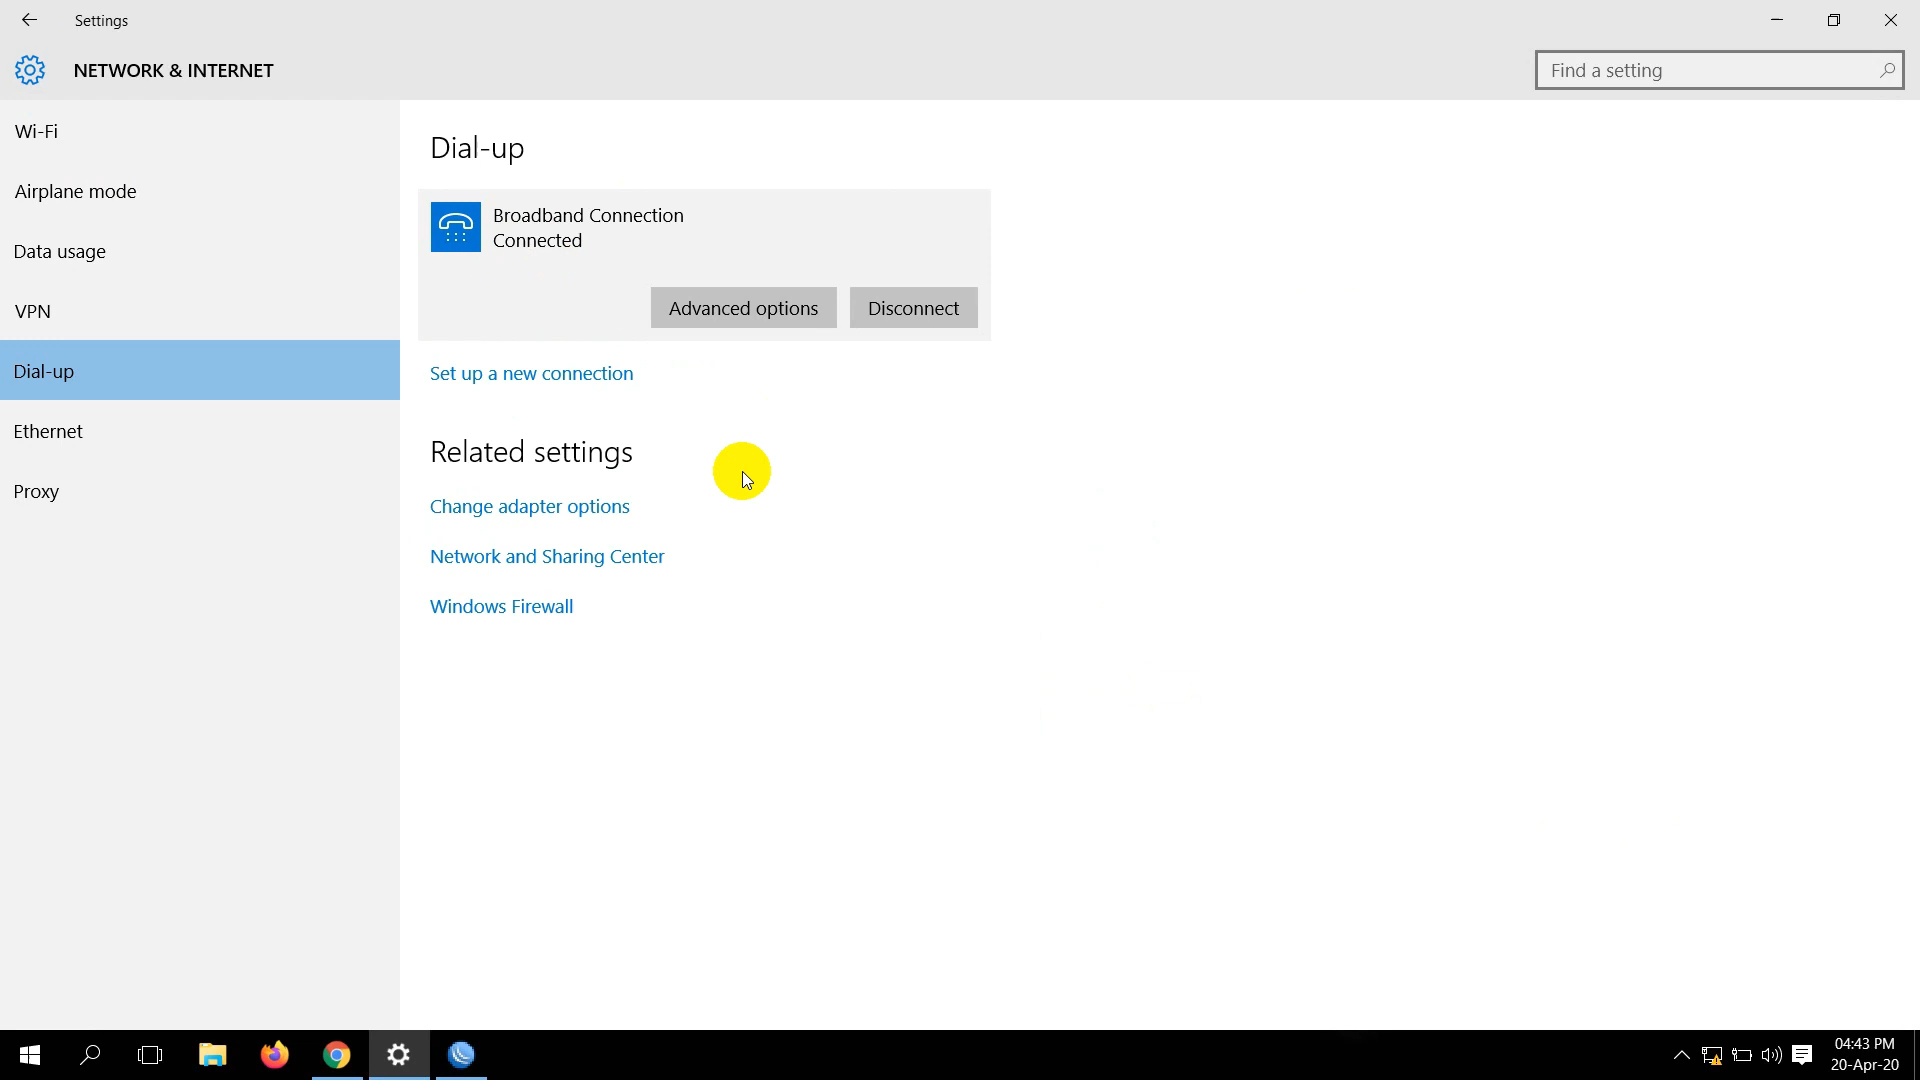 Settings
NETWORK & INTERNET
Find a setting
Wi-Fi
Airplane mode
Data usage
VPN
Dial-up
Ethernet
Proxy
Dial-up
Broadband Connection
Connected
Advanced options
Disconnect
Set up a new connection
Related settings
Change adapter options
Network and Sharing Center
Windows Firewall
04:43 PM
20-Apr-20